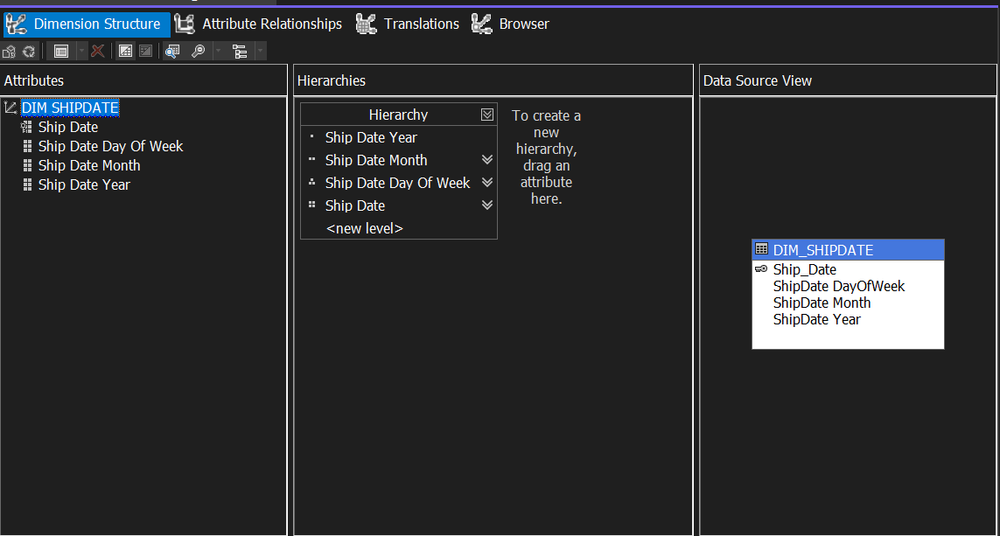 Dimension Structure
Attribute Relationships
Translations
Browser
Attributes
DIM SHIPDATE
Ship Date
Ship Date Day Of Week
Ship Date Month
Ship Date Year
Hierarchies
Hierarchy
Ship Date Year
Ship Date Month
Ship Date Day Of Week
Ship Date
<new level>
To create a
new
hierarchy,
drag an
attribute
here.
Data Source View
DIM_SHIPDATE
Ship_Date
ShipDate DayOfWeek
ShipDate Month
ShipDate Year